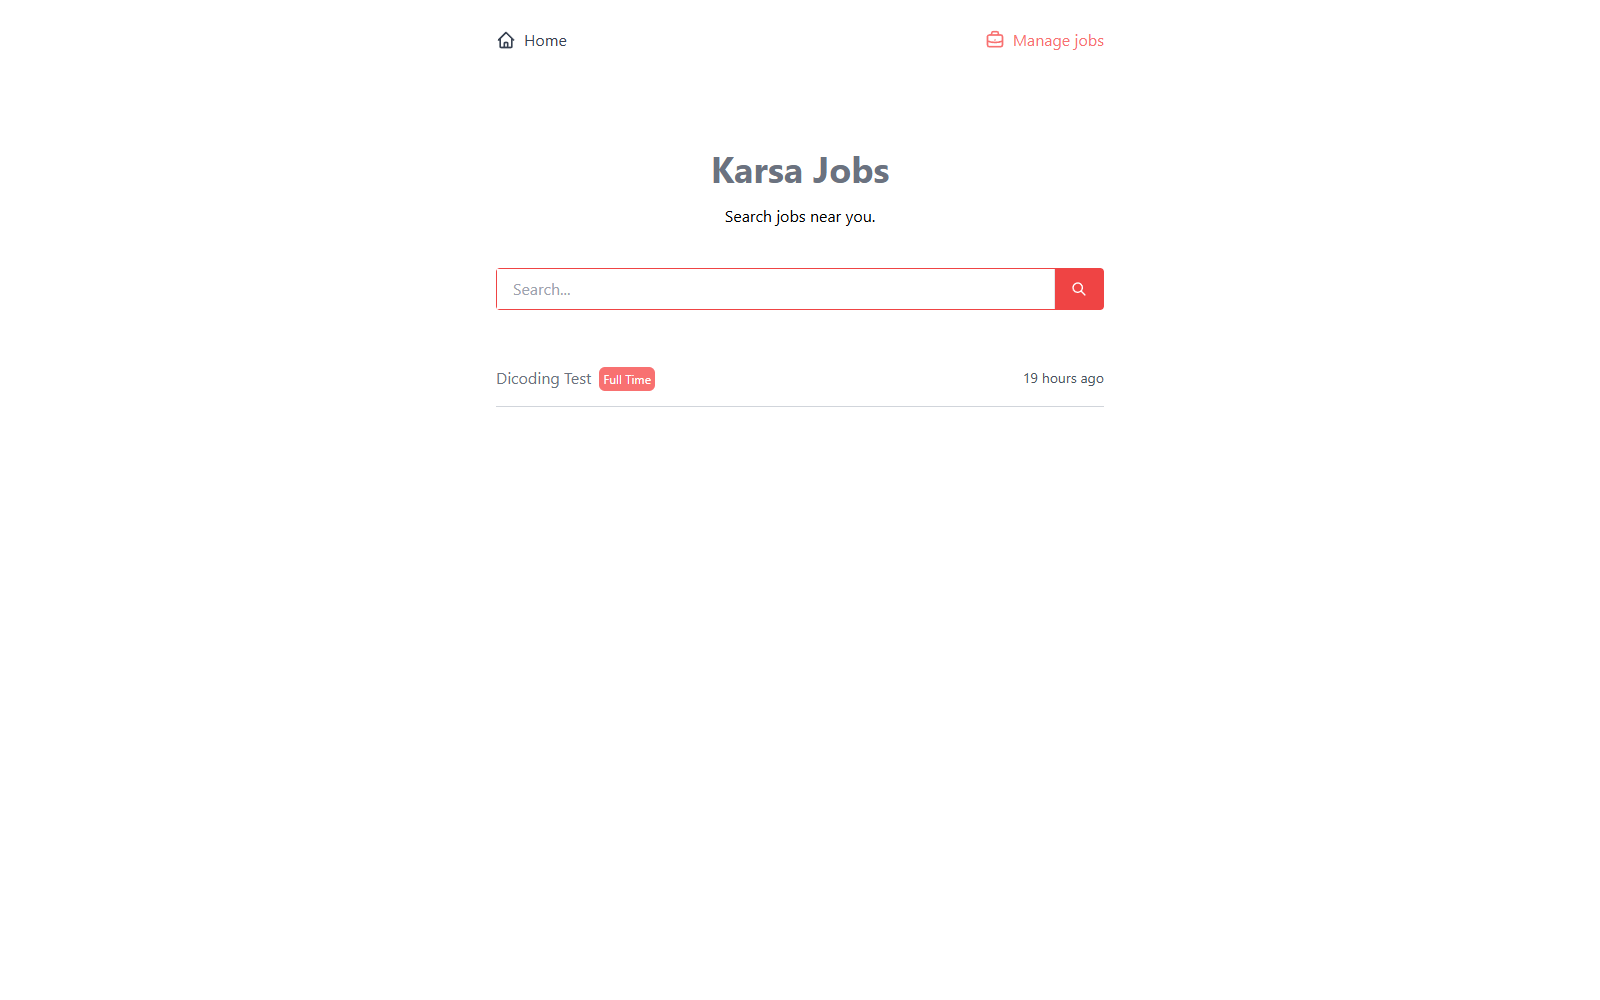 Home
Manage jobs
Karsa Jobs
Search jobs near you.
Search...
Dicoding Test Full Time
19 hours ago